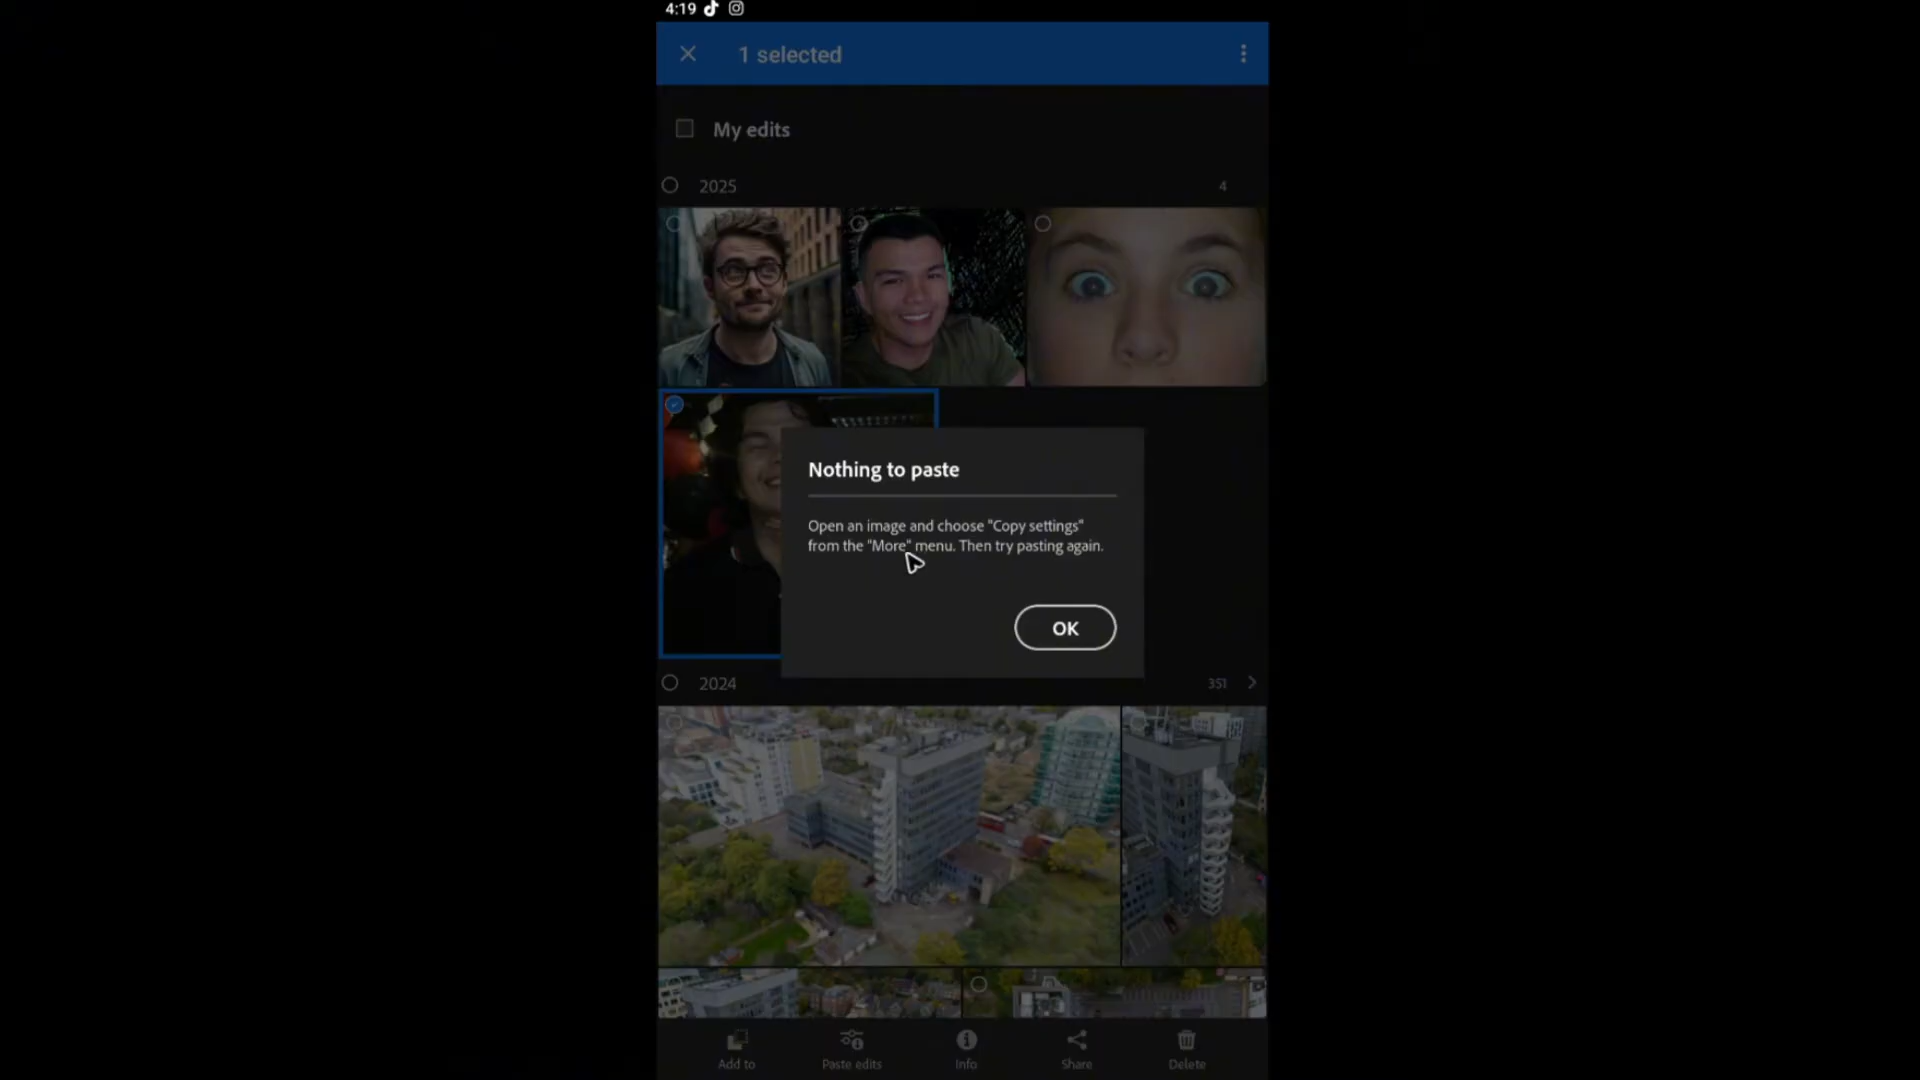 4:19
1 selected
My edits
2025
4
Nothing to paste
Open an image and choose "Copy settings"
from the "More" menu. Then try pasting again.
OK
2024
351
Add to
Paste edits
Info
Share
Delete